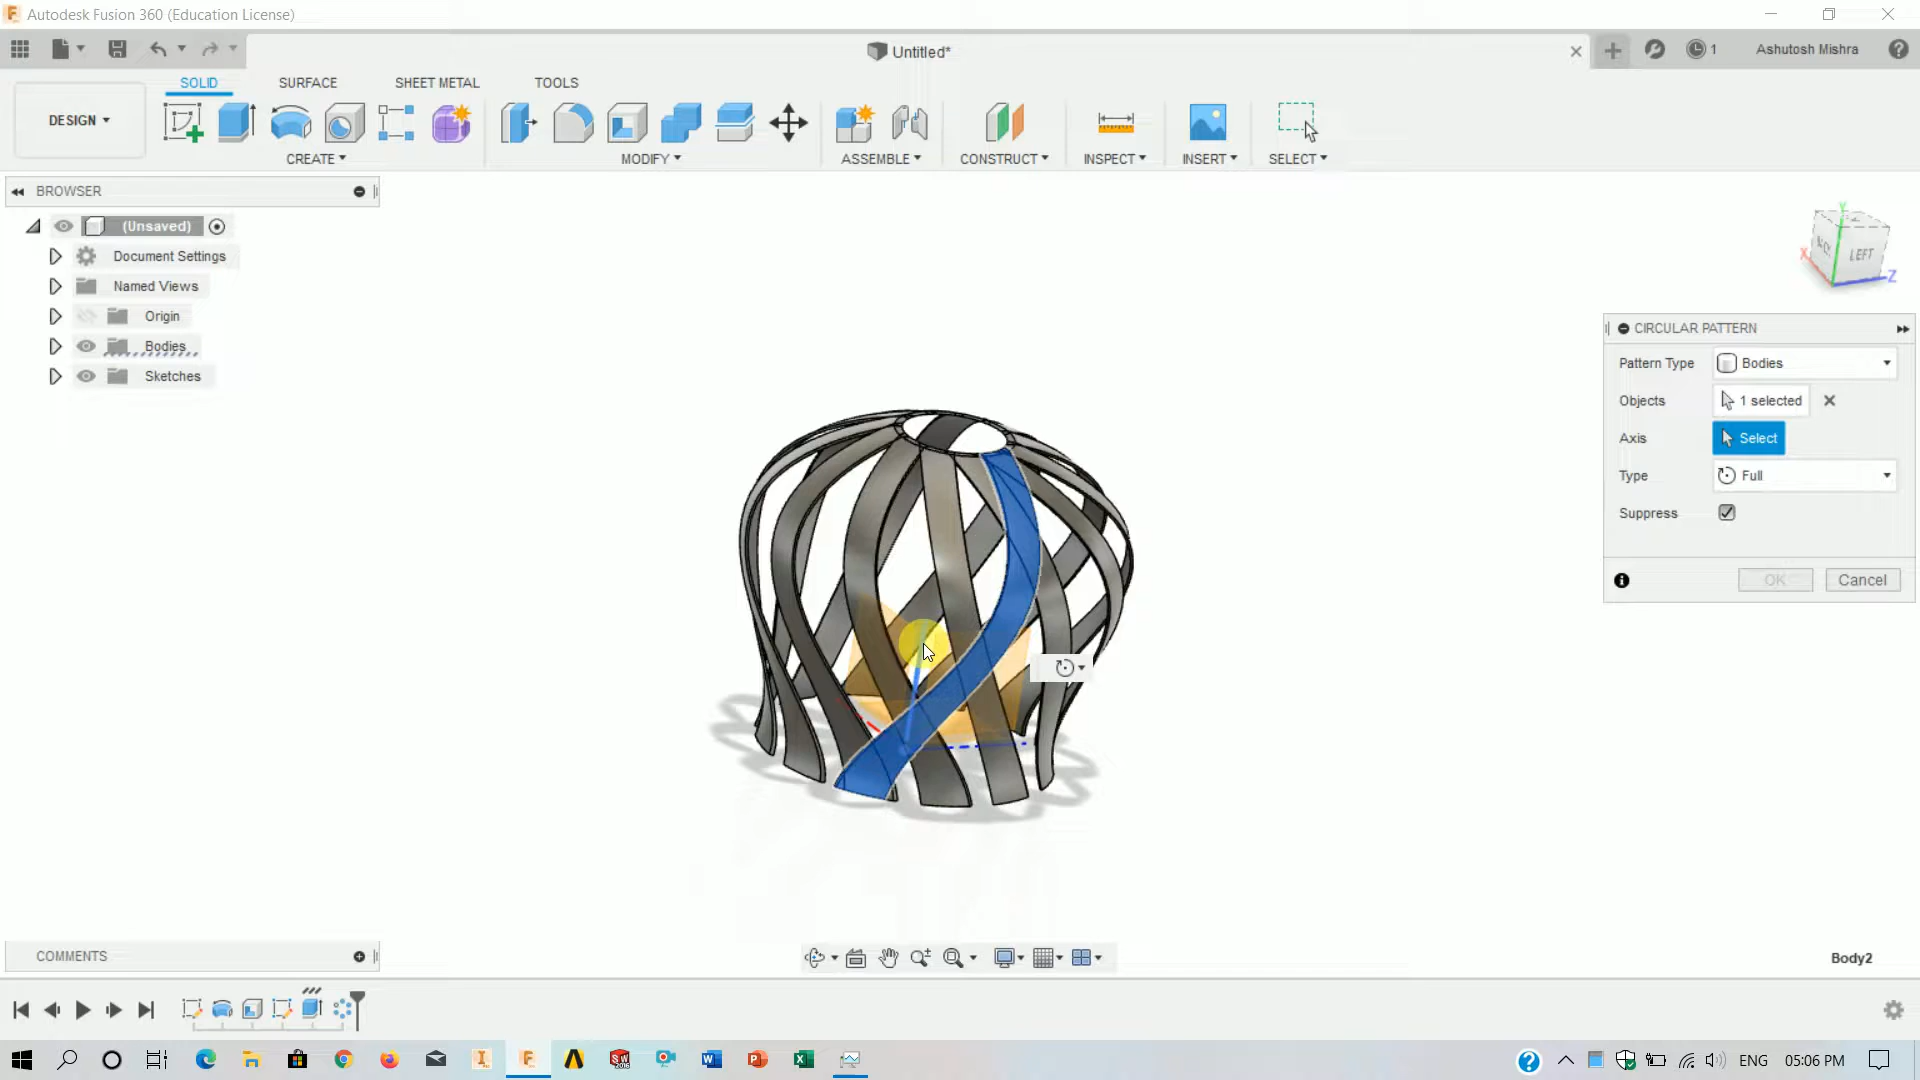 Autodesk Fusion 360 (Education License)
Untitled*
1
Ashutosh Mishra
SOLID
SURFACE
SHEET METAL
TOOLS
DESIGN
CREATE
MODIFY
ASSEMBLE
CONSTRUCT
INSPECT
INSERT
SELECT
BROWSER
(Unsaved)
Document Settings
Named Views
Origin
Bodies
Sketches
Y
X
LEFT
Z
CIRCULAR PATTERN
Pattern Type
Bodies
Objects
1 selected
Axis
Select
Type
Full
Suppress
OK
Cancel
COMMENTS
Body2
ENG
05:06 PM